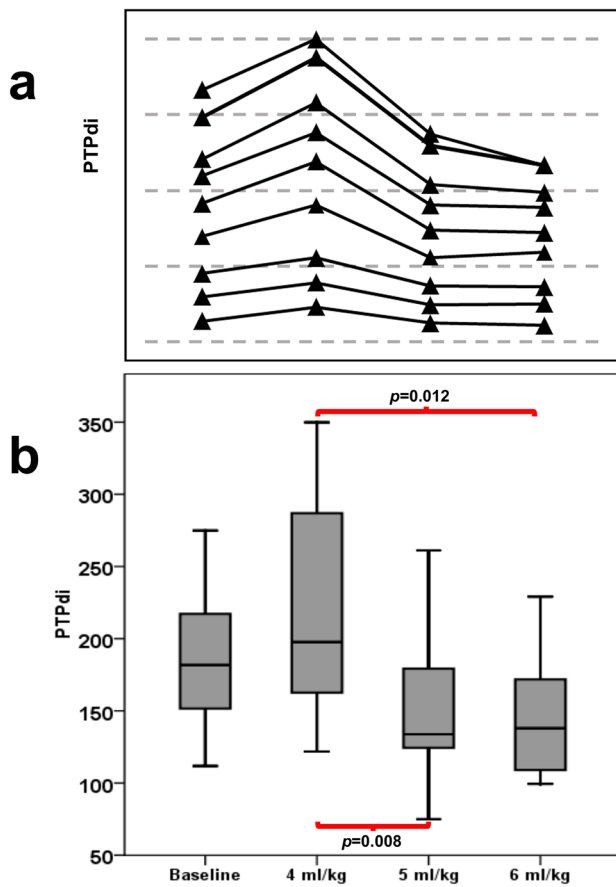 a
PTPdi
b
p=0.012
350
300
250
200
150
100
50
PTPdi
p=0.008
Baseline 4 ml/kg 5 ml/kg 6 ml/kg